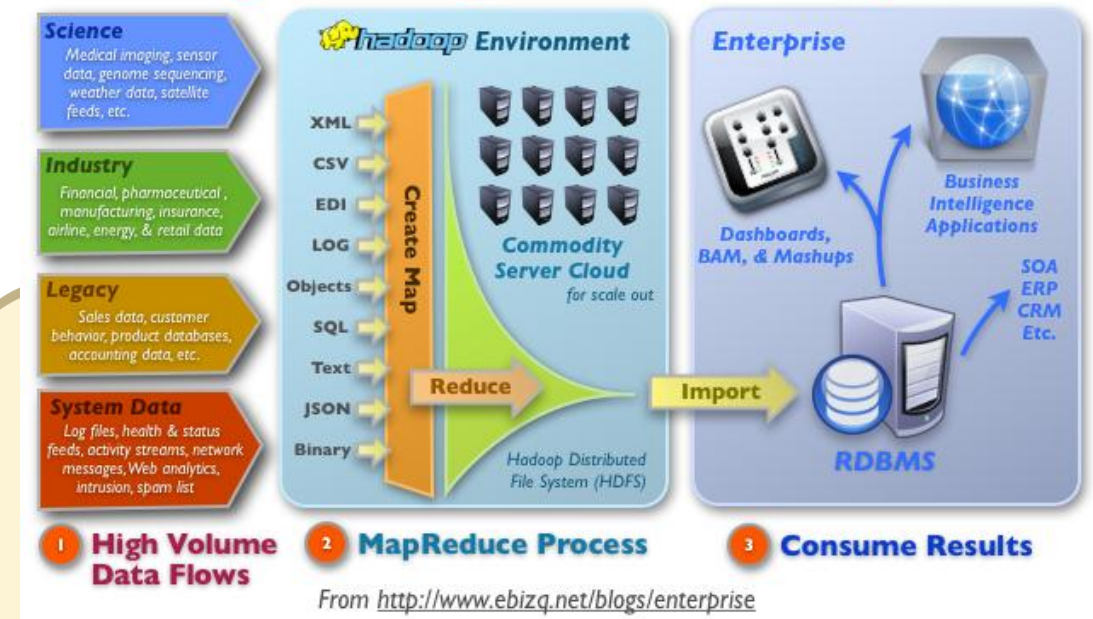 Science
Medical imaging, sensor
data, genome sequencing,
weather data, satellite
feeds, etc.
Industry
Financial, pharmaceutical ,
manufacturing, insurance,
airline, energy, & retail data
Legacy
Sales data, customer
behavior, product databases,
accounting data, etc.
System Data
Log files, health & status
feeds, activity streams, network
messages, Web analytics,
intrusion, spam list
1 High Volume
Data Flows
hadoop Environment
XML
CSV
EDI
LOG
Objects
SQL
Text
JSON
Binary
Create Map
Commodity
Server Cloud
for scale out
Reduce
Hadoop Distributed
File System (HDFS)
2 MapReduce Process
Import
Enterprise
Dashboards,
BAM, & Mashups
Business
Intelligence
Applications
SOA
ERP
CRM
Etc.
RDBMS
3 Consume Results
From http://www.ebizq.net/blogs/enterprise